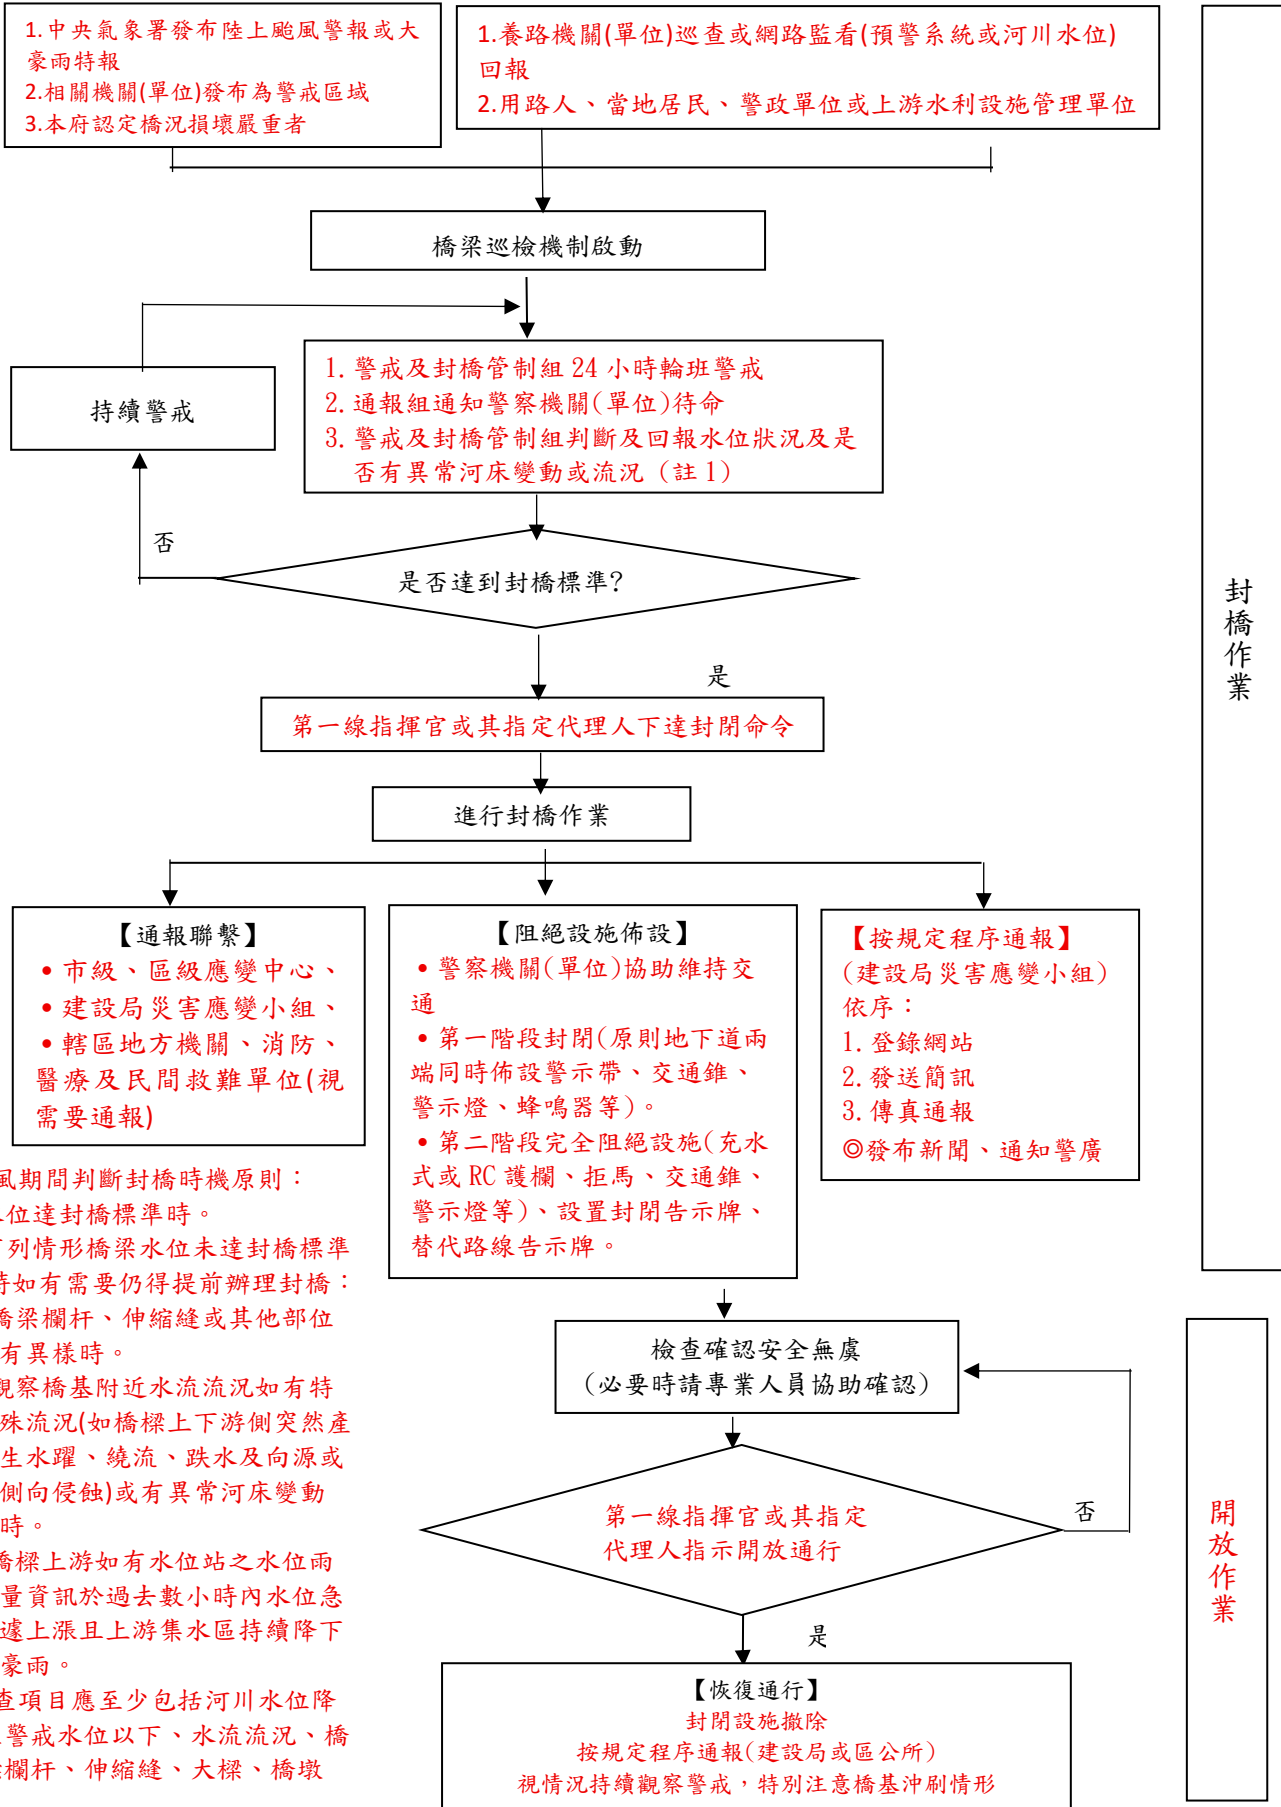 1.中央氣象署發布陸上颱風警報或大
豪雨特報
2.相關機關(單位)發布為警戒區域
3.本府認定橋況損壞嚴重者
1.養路機關(單位)巡查或網路監看(預警系統或河川水位)
回報
2.用路人、當地居民、警政單位或上游水利設施管理單位
橋梁巡檢機制啟動
持續警戒
1. 警戒及封橋管制組 24 小時輪班警戒
2. 通報組通知警察機關(單位)待命
3. 警戒及封橋管制組判斷及回報水位狀況及是
否有異常河床變動或流況（註 1）
否
是否達到封橋標準?
是
第一線指揮官或其指定代理人下達封閉命令
進行封橋作業
【通報聯繫】
• 市級、區級應變中心、
• 建設局災害應變小組、
• 轄區地方機關、消防、
醫療及民間救難單位(視
需要通報)
【阻絕設施佈設】
• 警察機關(單位)協助維持交
通
• 第一階段封閉(原則地下道兩
端同時佈設警示帶、交通錐、
警示燈、蜂鳴器等)。
• 第二階段完全阻絕設施(充水
式或 RC 護欄、拒馬、交通錐、
警示燈等)、設置封閉告示牌、
替代路線告示牌。
【按規定程序通報】
(建設局災害應變小組)
依序：
1. 登錄網站
2. 發送簡訊
3. 傳真通報
◎發布新聞、通知警廣
封橋作業
風期間判斷封橋時機原則：
位達封橋標準時。
列情形橋梁水位未達封橋標準
時如有需要仍得提前辦理封橋：
橋梁欄杆、伸縮縫或其他部位
有異樣時。
觀察橋基附近水流流況如有特
殊流況(如橋樑上下游側突然產
生水躍、繞流、跌水及向源或
側向侵蝕)或有異常河床變動
時。
橋樑上游如有水位站之水位雨
量資訊於過去數小時內水位急
遽上漲且上游集水區持續降下
豪雨。
查項目應至少包括河川水位降
警戒水位以下、水流流況、橋
欄杆、伸縮縫、大樑、橋墩
檢查確認安全無虞
（必要時請專業人員協助確認）
第一線指揮官或其指定
代理人指示開放通行
否
是
【恢復通行】
封閉設施撤除
按規定程序通報(建設局或區公所)
視情況持續觀察警戒，特別注意橋基沖刷情形
開放作業